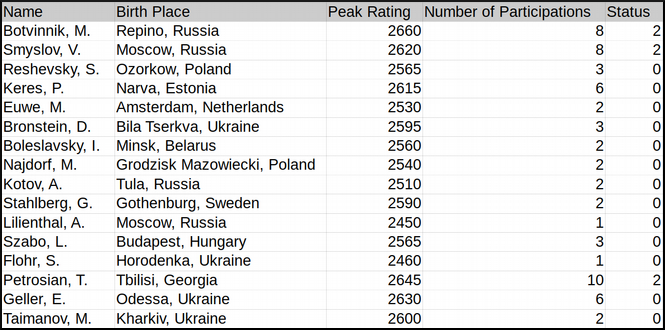 Name Birth Place Peak Rating Number of Participations Status
Botvinnik, M. Repino, Russia 2660 8 2
Smyslov, V. Moscow, Russia 2620 8 2
Reshevsky, S. Ozorkow, Poland 2565 3 0
Keres, P. Narva, Estonia 2615 6 0
Euwe, M. Amsterdam, Netherlands 2530 2 0
Bronstein, D. Bila Tserkva, Ukraine 2595 3 0
Boleslavsky, I. Minsk, Belarus 2560 2 0
Najdorf, M. Grodzisk Mazowiecki, Poland 2540 2 0
Kotov, A. Tula, Russia 2510 2 0
Stahlberg, G. Gothenburg, Sweden 2590 2 0
Lilienthal, A. Moscow, Russia 2450 1 0
Szabo, L. Budapest, Hungary 2565 3 0
Flohr, S. Horodenka, Ukraine 2460 1 0
Petrosian, T. Tbilisi, Georgia 2645 10 2
Geller, E. Odessa, Ukraine 2630 6 0
Taimanov, M. Kharkiv, Ukraine 2600 2 0